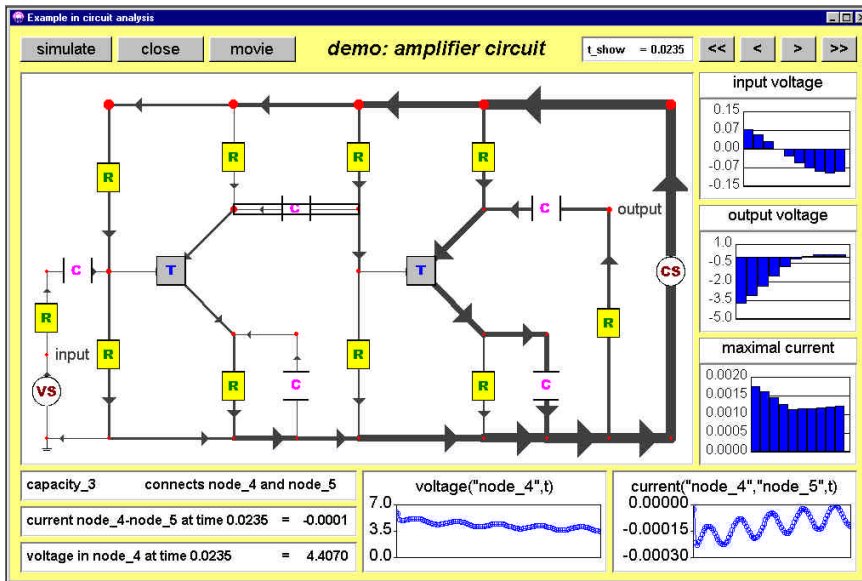 Example in circuit analysis
simulate close movie demo: amplifier circuit t_show = 0.0235 << < > >>
input voltage
0.15
0.07
0.00
-0.07
-0.15
output voltage
1.0
-0.5
-2.0
-3.5
-5.0
maximal current
0.0020
0.0015
0.0010
0.0005
0.0000
R R R R
C output
C T T CS
R R
input R R
VS R C R C
capacity_3 connects node_4 and node_5
current node_4-node_5 at time 0.0235 = -0.0001
voltage in node_4 at time 0.0235 = 4.4070
voltage("node_4",t)
7.0
3.5
0.0
current("node_4","node_5",t)
0.00000
-0.00015
-0.00030